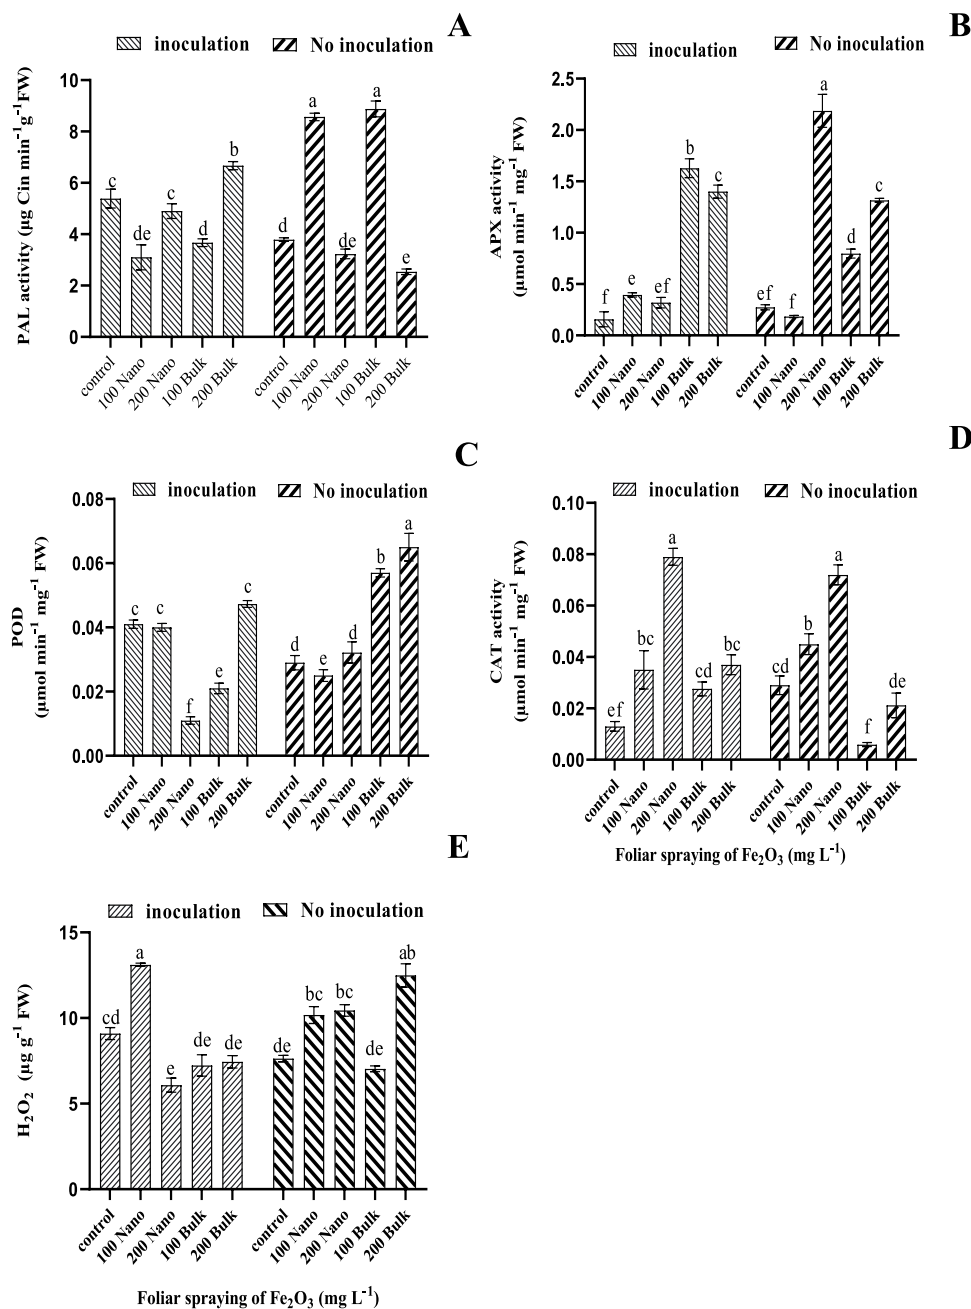 A
inoculation No inoculation
PAL activity (µg Cin min⁻¹g⁻¹FW)
10
8
6
4
2
0
c de c d b d a de a e
control 100 Nano 200 Nano 100 Bulk 200 Bulk control 100 Nano 200 Nano 100 Bulk 200 Bulk
B
inoculation No inoculation
APX activity
(µmol min⁻¹ mg⁻¹ FW)
2.5
2.0
1.5
1.0
0.5
0.0
f e ef b c ef f a d c
control 100 Nano 200 Nano 100 Bulk 200 Bulk control 100 Nano 200 Nano 100 Bulk 200 Bulk
C
inoculation No inoculation
POD
(µmol min⁻¹ mg⁻¹ FW)
0.08
0.06
0.04
0.02
0.00
c c f e c d e d b a
control 100 Nano 200 Nano 100 Bulk 200 Bulk control 100 Nano 200 Nano 100 Bulk 200 Bulk
D
inoculation No inoculation
CAT activity
(µmol min⁻¹ mg⁻¹ FW)
0.10
0.08
0.06
0.04
0.02
0.00
ef bc a cd bc cd b a f de
control 100 Nano 200 Nano 100 Bulk 200 Bulk control 100 Nano 200 Nano 100 Bulk 200 Bulk
Foliar spraying of Fe₂O₃ (mg L⁻¹)
E
inoculation No inoculation
H₂O₂ (µg g⁻¹ FW)
15
10
5
0
cd a e de de de bc bc de ab
control 100 Nano 200 Nano 100 Bulk 200 Bulk control 100 Nano 200 Nano 100 Bulk 200 Bulk
Foliar spraying of Fe₂O₃ (mg L⁻¹)